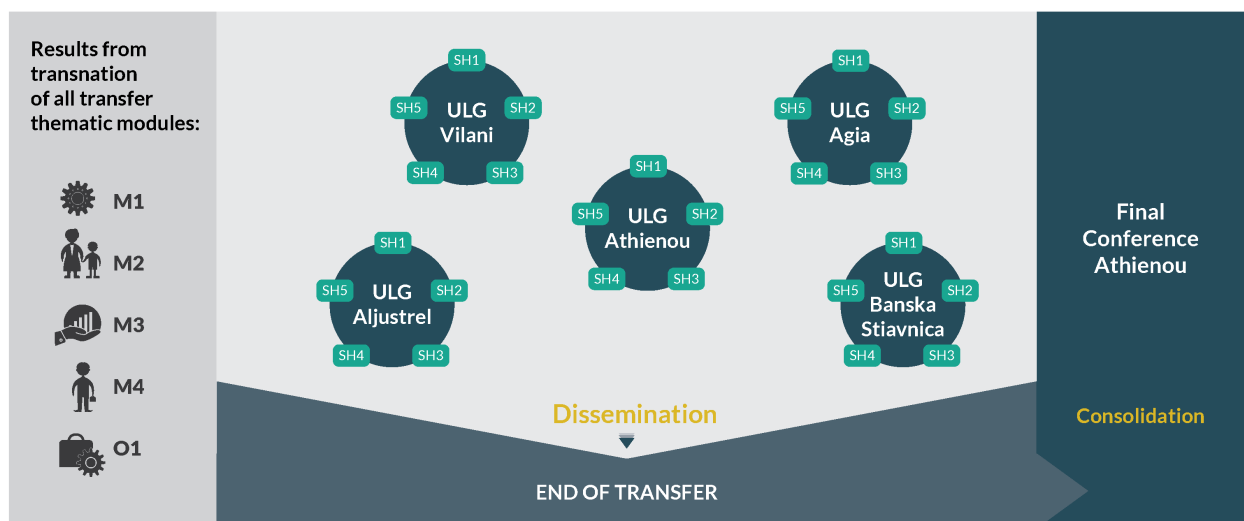 Results from
transnation
of all transfer
thematic modules:
M1
M2
M3
M4
O1
SH1
SH5
SH2
ULG
Vilani
SH4
SH3
SH1
SH5
SH2
ULG
Agia
SH4
SH3
SH1
SH5
SH2
ULG
Athienou
SH4
SH3
SH1
SH5
SH2
ULG
Aljustrel
SH4
SH3
SH1
SH5
SH2
ULG
Banska
Stiavnica
SH4
SH3
Dissemination
END OF TRANSFER
Final
Conference
Athienou
Consolidation